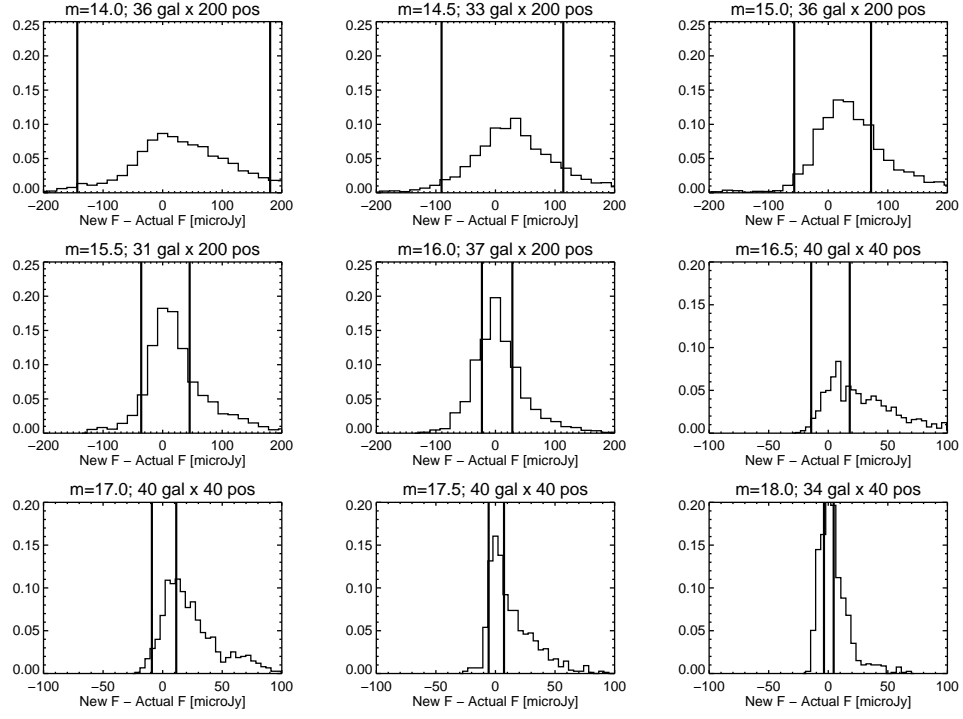 m=14.0; 36 gal x 200 pos
0.25
0.20
0.15
0.10
0.05
0.00
−200 −100 0 100 200
New F − Actual F [microJy]
m=14.5; 33 gal x 200 pos
0.25
0.20
0.15
0.10
0.05
0.00
−200 −100 0 100 200
New F − Actual F [microJy]
m=15.0; 36 gal x 200 pos
0.25
0.20
0.15
0.10
0.05
0.00
−200 −100 0 100 200
New F − Actual F [microJy]
m=15.5; 31 gal x 200 pos
0.25
0.20
0.15
0.10
0.05
0.00
−200 −100 0 100 200
New F − Actual F [microJy]
m=16.0; 37 gal x 200 pos
0.25
0.20
0.15
0.10
0.05
0.00
−200 −100 0 100 200
New F − Actual F [microJy]
m=16.5; 40 gal x 40 pos
0.20
0.15
0.10
0.05
0.00
−100 −50 0 50 100
New F − Actual F [microJy]
m=17.0; 40 gal x 40 pos
0.20
0.15
0.10
0.05
0.00
−100 −50 0 50 100
New F − Actual F [microJy]
m=17.5; 40 gal x 40 pos
0.20
0.15
0.10
0.05
0.00
−100 −50 0 50 100
New F − Actual F [microJy]
m=18.0; 34 gal x 40 pos
0.20
0.15
0.10
0.05
0.00
−100 −50 0 50 100
New F − Actual F [microJy]